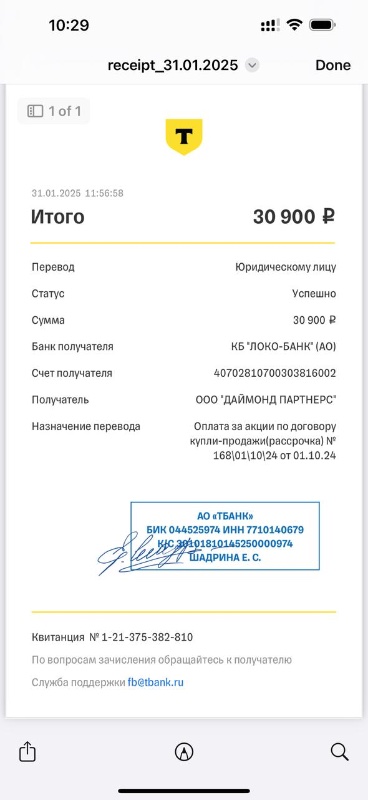 10:29
receipt_31.01.2025
Done
1 of 1
Т
31.01.2025 11:56:58
Итого 30 900 ₽
Перевод Юридическому лицу
Статус Успешно
Сумма 30 900 ₽
Банк получателя КБ "ЛОКО-БАНК" (АО)
Счет получателя 40702810700303816002
Получатель ООО "ДАЙМОНД ПАРТНЕРС"
Назначение перевода Оплата за акции по договору
купли-продажи(рассрочка) №
168\01\10\24 от 01.10.24
АО «ТБАНК»
БИК 044525974 ИНН 7710140679
К/С 30101810145250000974
ШАДРИНА Е. С.
Квитанция № 1-21-375-382-810
По вопросам зачисления обращайтесь к получателю
Служба поддержки fb@tbank.ru